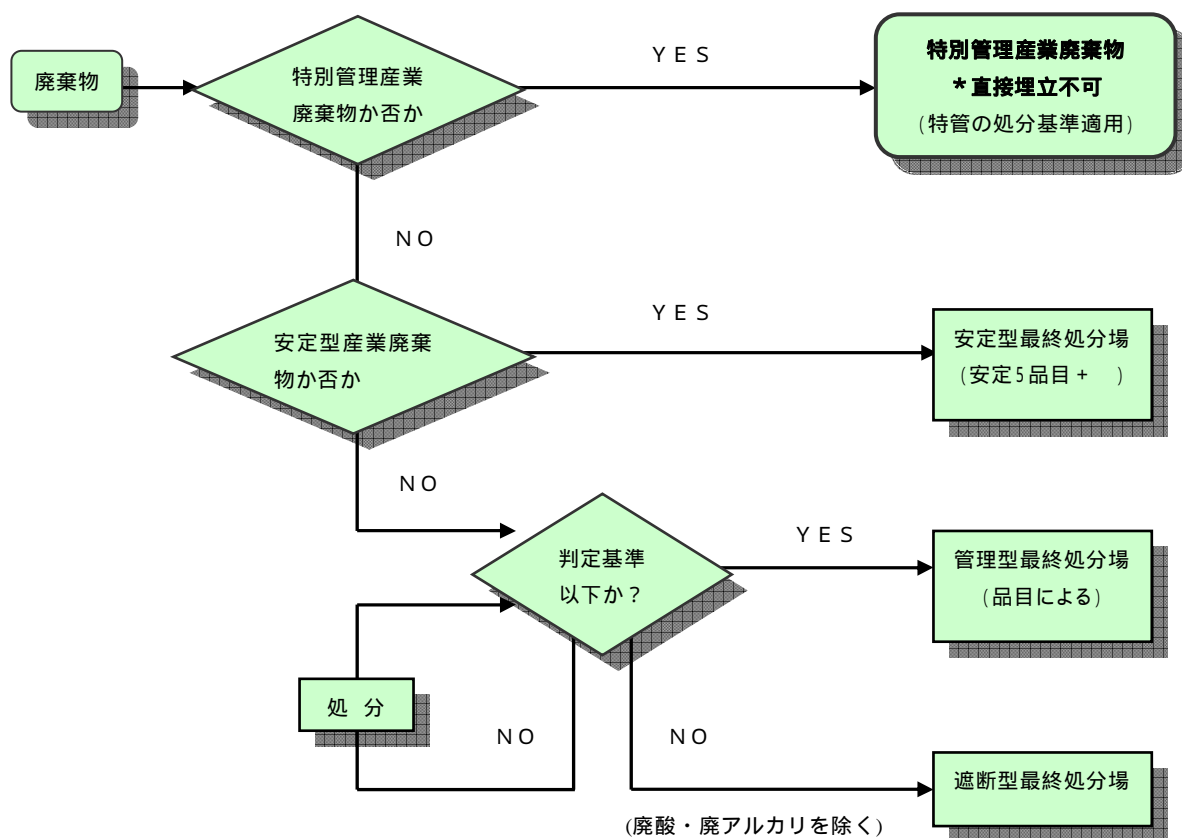 廃棄物
特別管理産業
廃棄物か否か
ＹＥＳ
特別管理産業廃棄物
＊直接埋立不可
(特管の処分基準適用)
ＮＯ
安定型産業廃棄
物か否か
ＹＥＳ
安定型最終処分場
(安定5品目＋　)
ＮＯ
判定基準
以下か？
ＹＥＳ
管理型最終処分場
(品目による)
処 分
ＮＯ
ＮＯ
遮断型最終処分場
(廃酸・廃アルカリを除く)